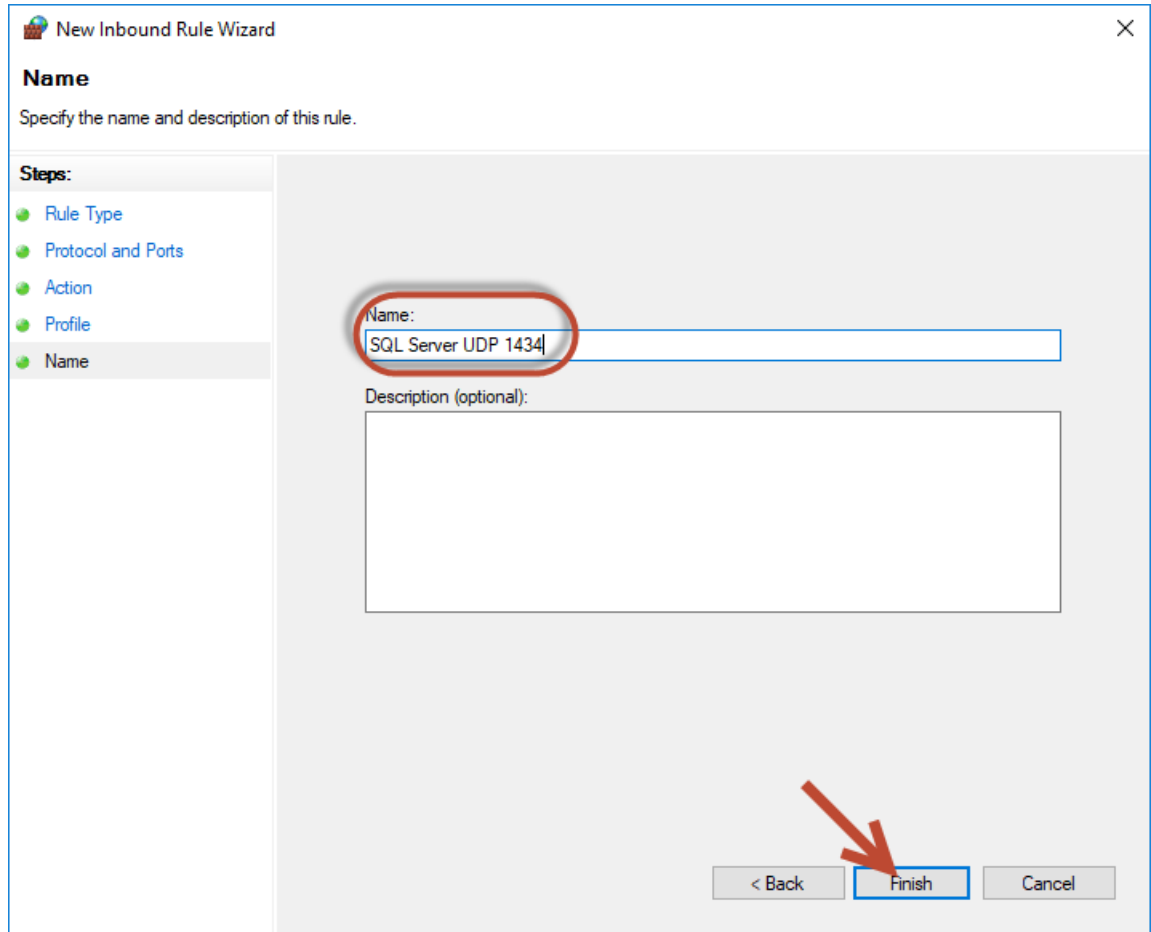 New Inbound Rule Wizard
Name
Specify the name and description of this rule.
Steps:
Rule Type
Protocol and Ports
Action
Profile
Name
Name:
SQL Server UDP 1434
Description (optional):
< Back
Finish
Cancel